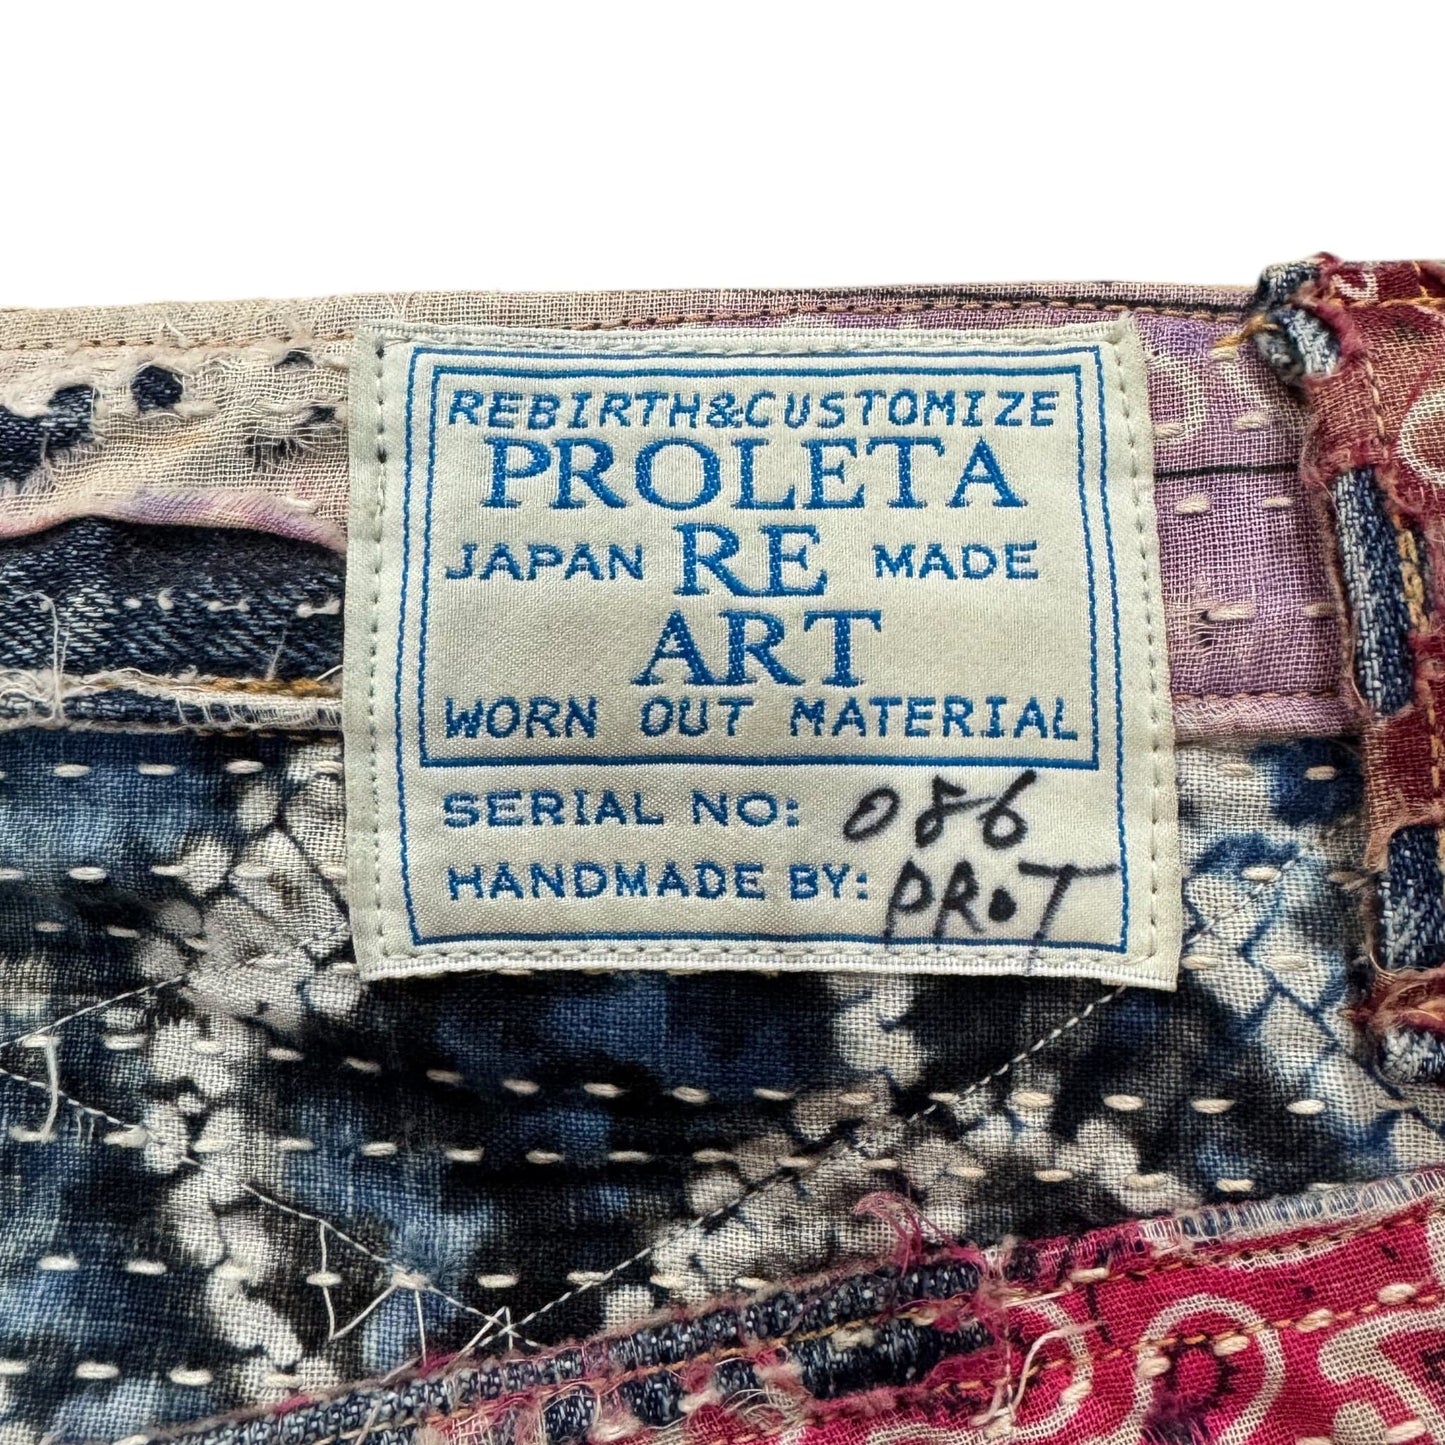 REBIRTH&CUSTOMIZE
PROLETA
JAPAN RE MADE
ART
WORN OUT MATERIAL
SERIAL NO: 086
HANDMADE BY: PRoT